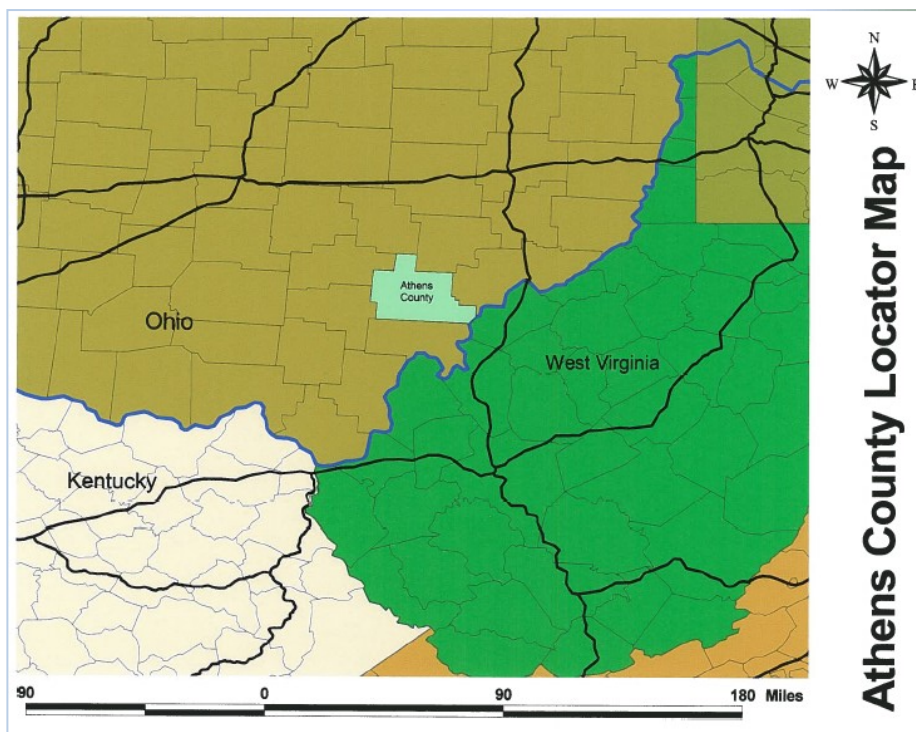 N
W
E
S
Athens County Locator Map
Athens
County
Ohio
West Virginia
Kentucky
90
0
90
180 Miles